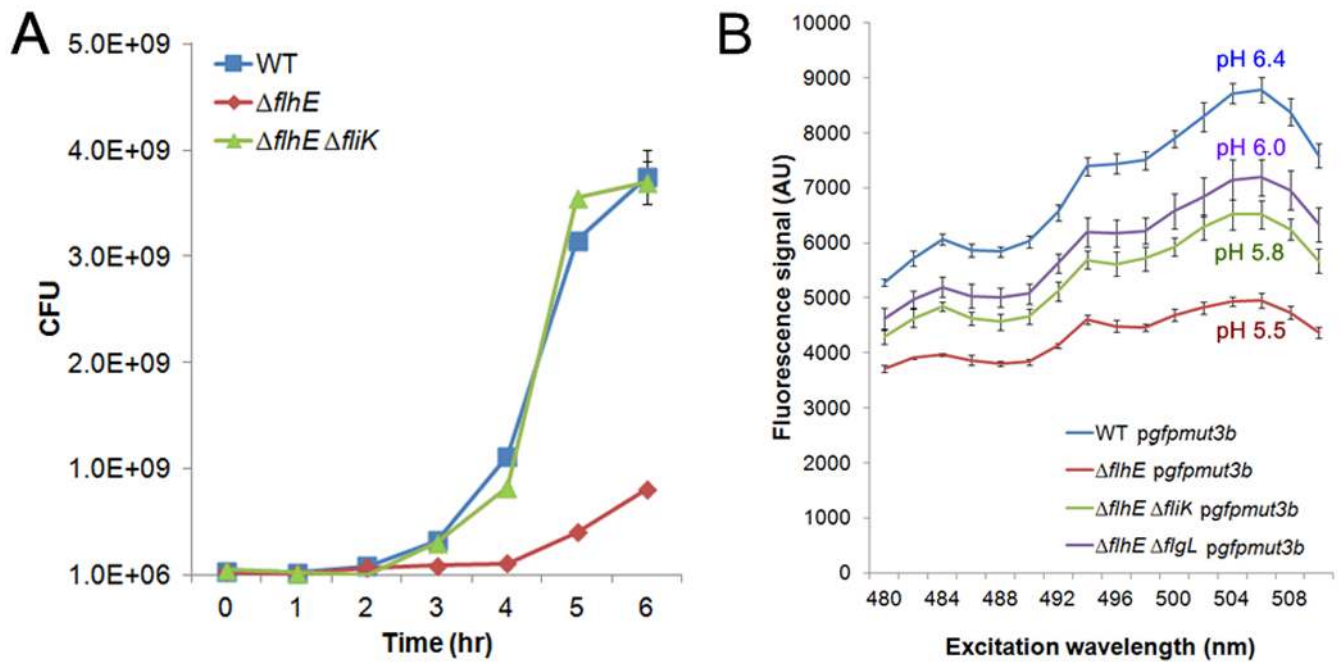 A
5.0E+09
4.0E+09
3.0E+09
2.0E+09
1.0E+09
1.0E+06
CFU
WT
ΔflhE
ΔflhE ΔfliK
0 1 2 3 4 5 6
Time (hr)
B
10000
9000
8000
7000
6000
5000
4000
3000
2000
1000
0
Fluorescence signal (AU)
pH 6.4
pH 6.0
pH 5.8
pH 5.5
WT pgfpmut3b
ΔflhE pgfpmut3b
ΔflhE ΔfliK pgfpmut3b
ΔflhE ΔflgL pgfpmut3b
480 484 488 492 496 500 504 508
Excitation wavelength (nm)